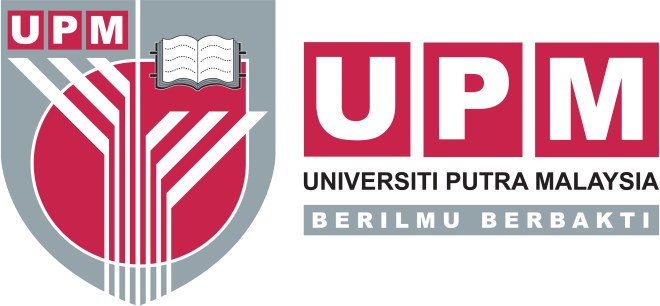 UPM
UPM
UNIVERSITI PUTRA MALAYSIA
BERILMU BERBAKTI